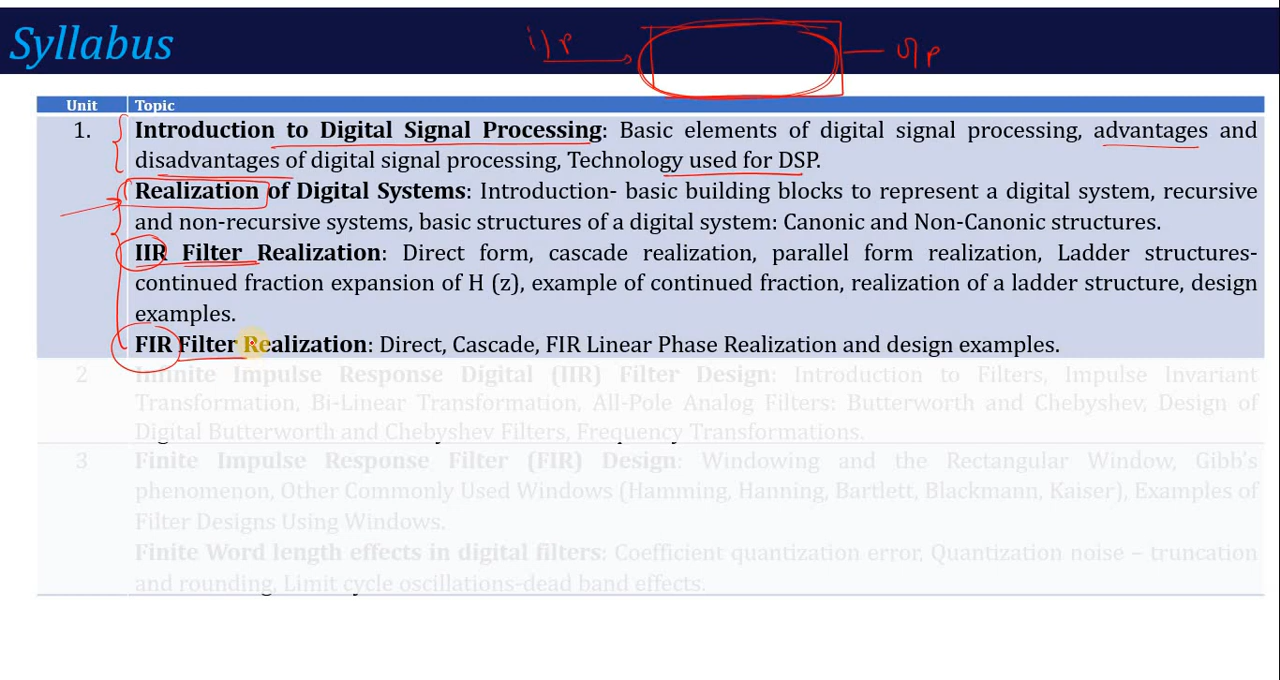 Syllabus
i/p
o/p
Unit Topic
1. Introduction to Digital Signal Processing: Basic elements of digital signal processing, advantages and
disadvantages of digital signal processing, Technology used for DSP.
Realization of Digital Systems: Introduction- basic building blocks to represent a digital system, recursive
and non-recursive systems, basic structures of a digital system: Canonic and Non-Canonic structures.
IIR Filter Realization: Direct form, cascade realization, parallel form realization, Ladder structures-
continued fraction expansion of H (z), example of continued fraction, realization of a ladder structure, design
examples.
FIR Filter Realization: Direct, Cascade, FIR Linear Phase Realization and design examples.
2 Infinite Impulse Response Digital (IIR) Filter Design: Introduction to Filters, Impulse Invariant
Transformation, Bi-Linear Transformation, All-Pole Analog Filters: Butterworth and Chebyshev, Design of
Digital Butterworth and Chebyshev Filters, Frequency Transformations.
3 Finite Impulse Response Filter (FIR) Design: Windowing and the Rectangular Window, Gibb's
phenomenon, Other Commonly Used Windows (Hamming, Hanning, Bartlett, Blackmann, Kaiser), Examples of
Filter Designs Using Windows.
Finite Word length effects in digital filters: Coefficient quantization error, Quantization noise – truncation
and rounding, Limit cycle oscillations-dead band effects.